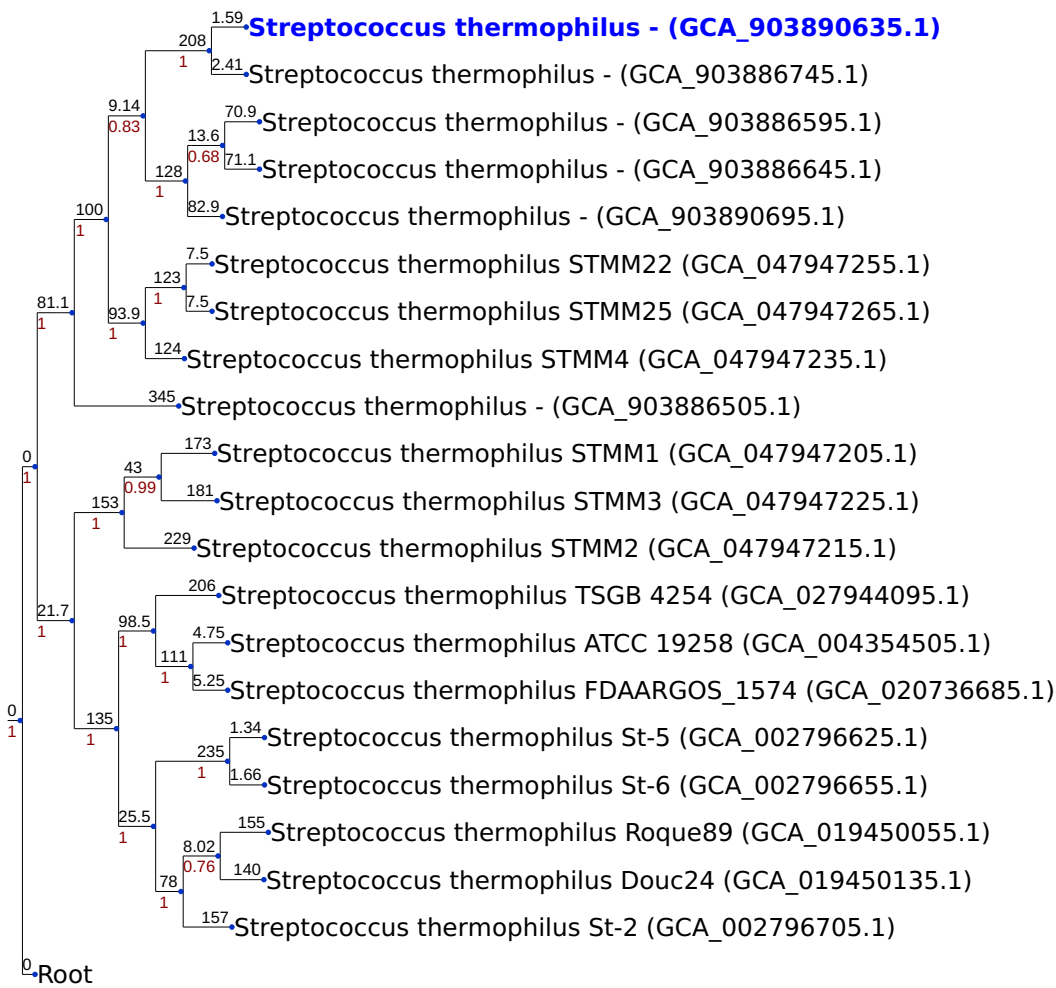 1.59
Streptococcus thermophilus - (GCA_903890635.1)
208
1
2.41
Streptococcus thermophilus - (GCA_903886745.1)
9.14
0.83
70.9
Streptococcus thermophilus - (GCA_903886595.1)
13.6
0.68
71.1
Streptococcus thermophilus - (GCA_903886645.1)
128
1
82.9
Streptococcus thermophilus - (GCA_903890695.1)
100
1
7.5
Streptococcus thermophilus STMM22 (GCA_047947255.1)
123
1
7.5
Streptococcus thermophilus STMM25 (GCA_047947265.1)
81.1
1
93.9
1
124
Streptococcus thermophilus STMM4 (GCA_047947235.1)
345
Streptococcus thermophilus - (GCA_903886505.1)
0
1
173
Streptococcus thermophilus STMM1 (GCA_047947205.1)
43
0.99
181
Streptococcus thermophilus STMM3 (GCA_047947225.1)
153
1
229
Streptococcus thermophilus STMM2 (GCA_047947215.1)
206
Streptococcus thermophilus TSGB 4254 (GCA_027944095.1)
21.7
1
98.5
1
4.75
Streptococcus thermophilus ATCC 19258 (GCA_004354505.1)
111
1
5.25
Streptococcus thermophilus FDAARGOS_1574 (GCA_020736685.1)
0
1
135
1
1.34
Streptococcus thermophilus St-5 (GCA_002796625.1)
235
1
1.66
Streptococcus thermophilus St-6 (GCA_002796655.1)
25.5
1
155
Streptococcus thermophilus Roque89 (GCA_019450055.1)
8.02
0.76
140
Streptococcus thermophilus Douc24 (GCA_019450135.1)
78
1
157
Streptococcus thermophilus St-2 (GCA_002796705.1)
0
Root